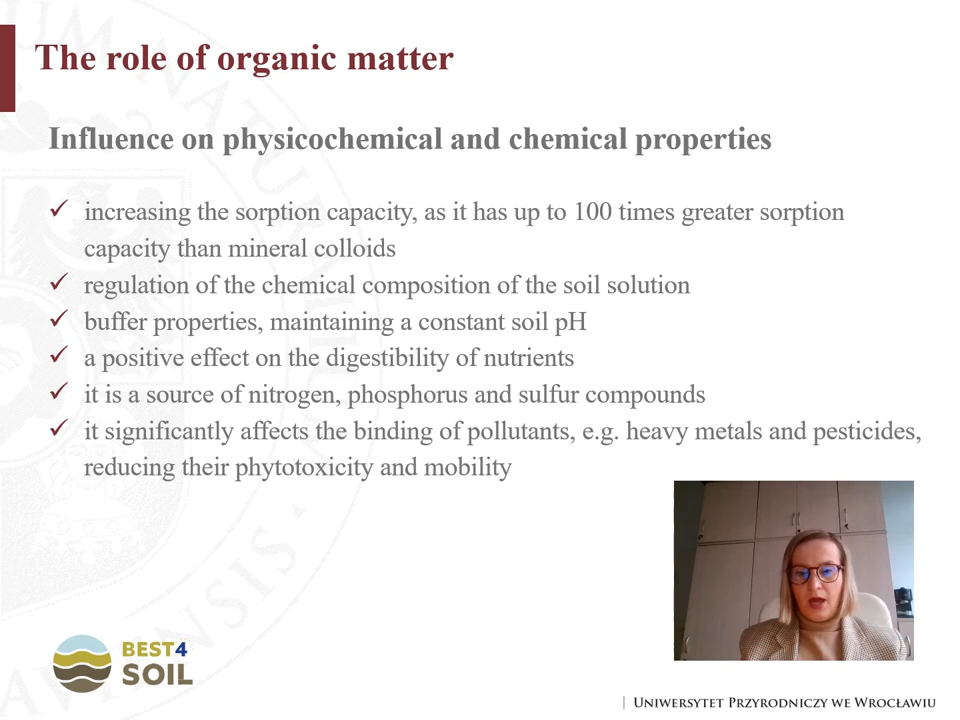 The role of organic matter
Influence on physicochemical and chemical properties
✓ increasing the sorption capacity, as it has up to 100 times greater sorption
capacity than mineral colloids
✓ regulation of the chemical composition of the soil solution
✓ buffer properties, maintaining a constant soil pH
✓ a positive effect on the digestibility of nutrients
✓ it is a source of nitrogen, phosphorus and sulfur compounds
✓ it significantly affects the binding of pollutants, e.g. heavy metals and pesticides,
reducing their phytotoxicity and mobility
BEST4
SOIL
| UNIWERSYTET PRZYRODNICZY WE WROCŁAWIU